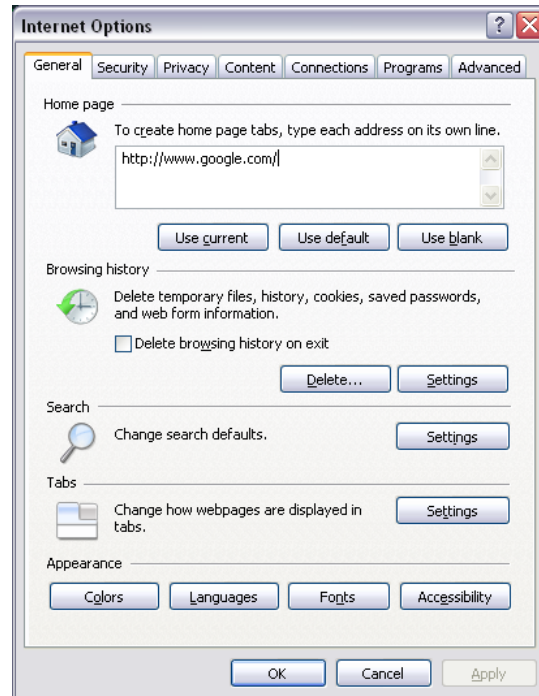 Internet Options
General Security Privacy Content Connections Programs Advanced
Home page
To create home page tabs, type each address on its own line.
http://www.google.com/
Use current Use default Use blank
Browsing history
Delete temporary files, history, cookies, saved passwords,
and web form information.
Delete browsing history on exit
Delete... Settings
Search
Change search defaults.
Settings
Tabs
Change how webpages are displayed in
tabs.
Settings
Appearance
Colors Languages Fonts Accessibility
OK Cancel Apply